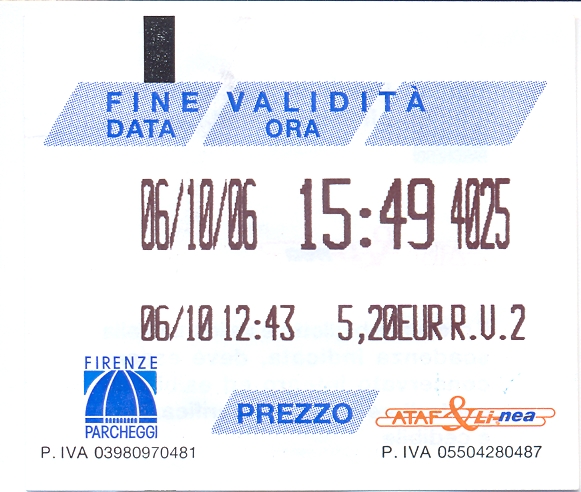 FINE VALIDITÀ
DATA ORA
06/10/06 15:49 4025
06/10 12:43 5,20EUR R.U.2
FIRENZE
PARCHEGGI
PREZZO
ATAF & Li-nea
P. IVA 03980970481
P. IVA 05504280487